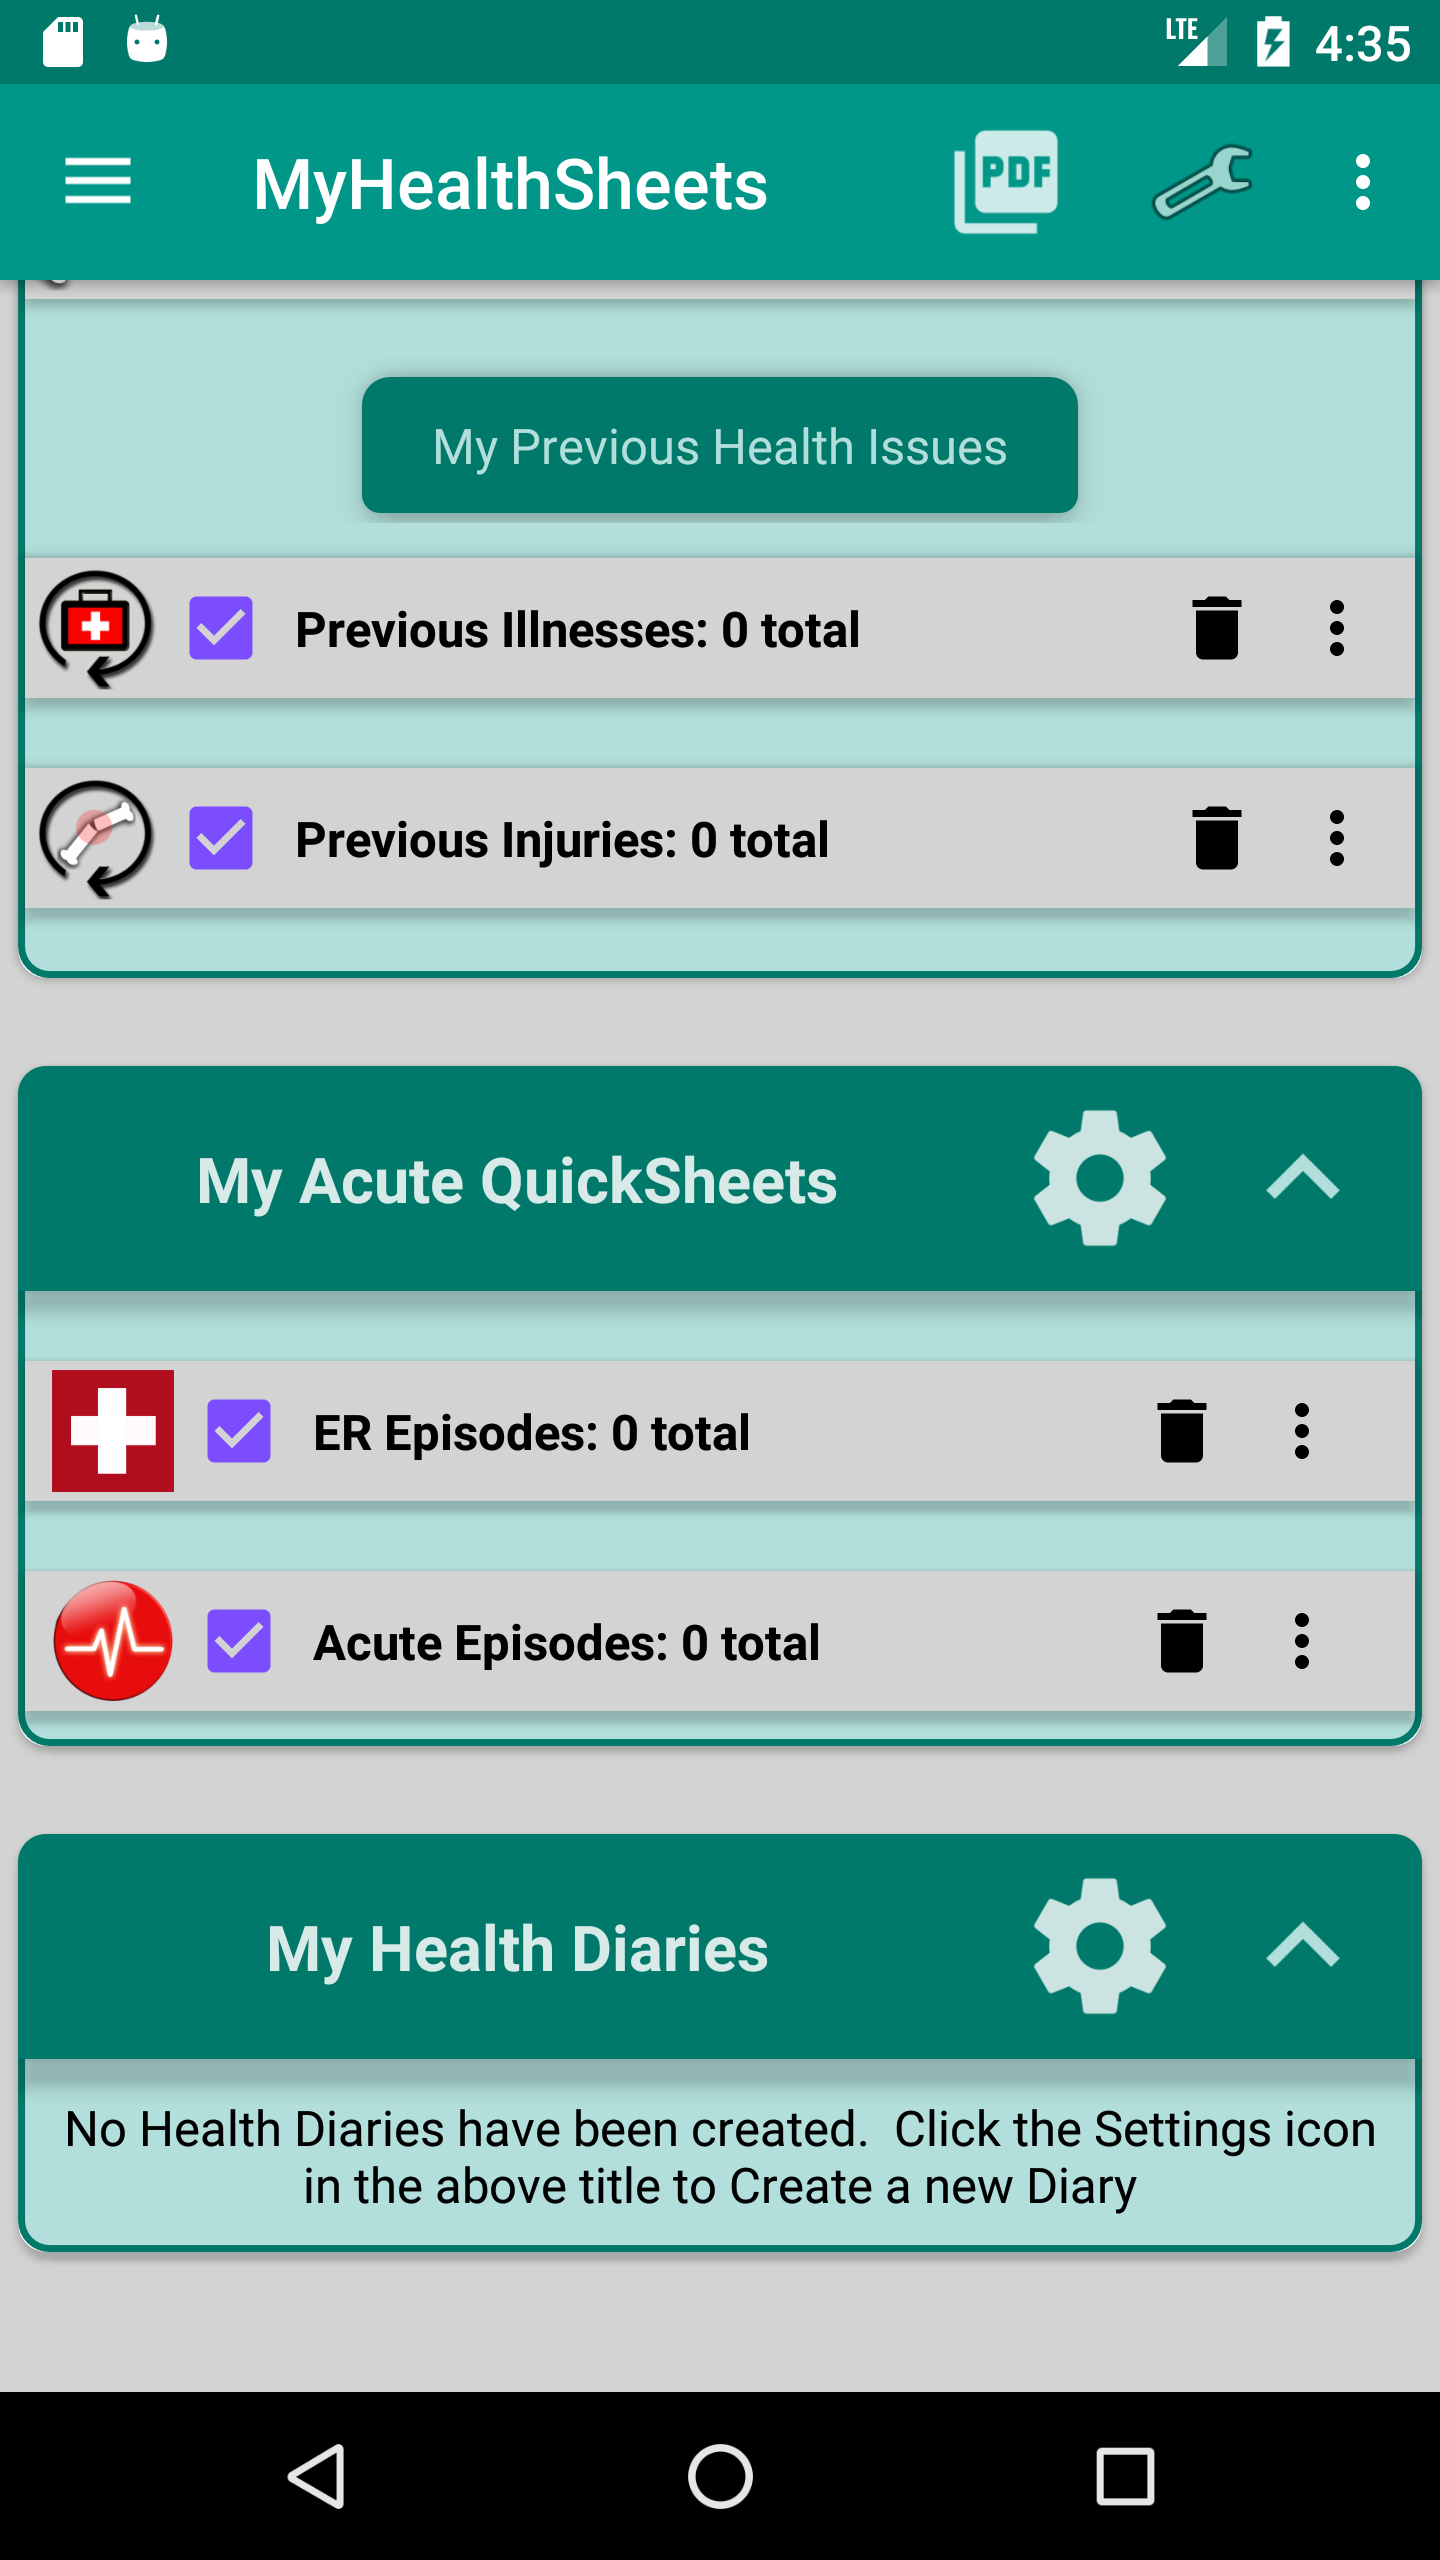 LTE 4:35
MyHealthSheets
PDF
My Previous Health Issues
Previous Illnesses: 0 total
Previous Injuries: 0 total
My Acute QuickSheets
ER Episodes: 0 total
Acute Episodes: 0 total
My Health Diaries
No Health Diaries have been created.  Click the Settings icon
in the above title to Create a new Diary